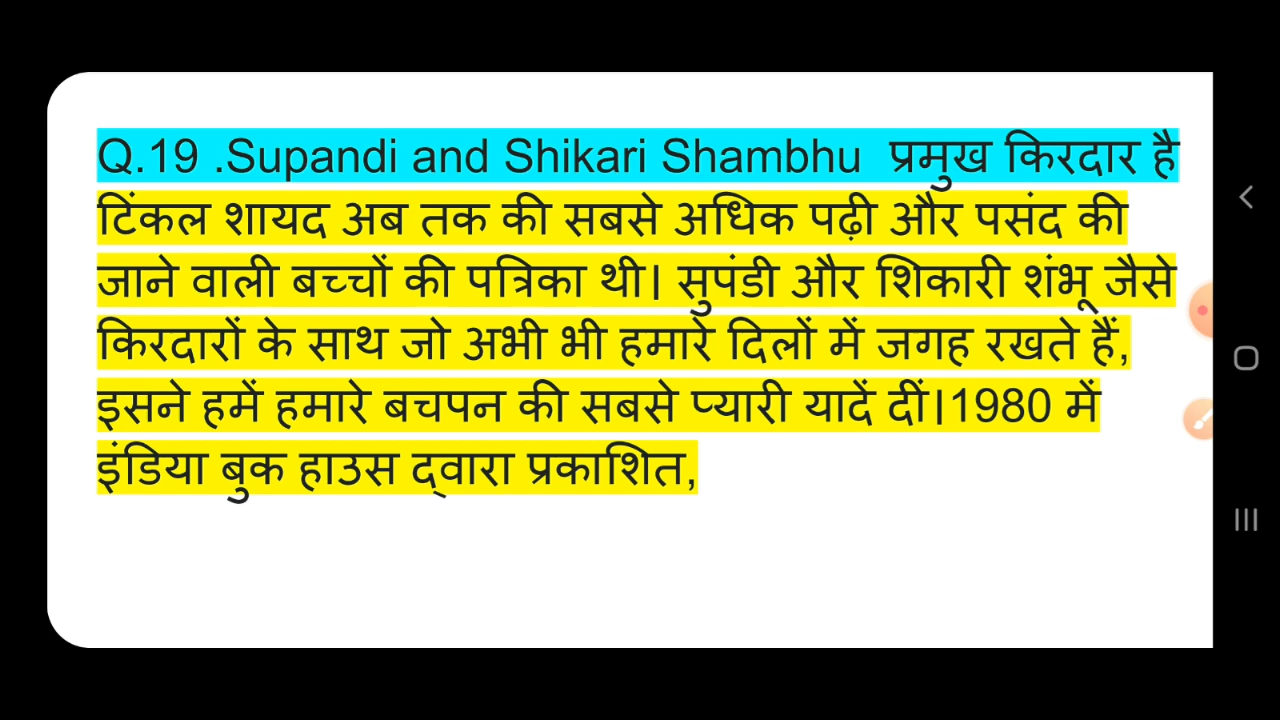 Q.19 .Supandi and Shikari Shambhu प्रमुख किरदार है
टिंकल शायद अब तक की सबसे अधिक पढ़ी और पसंद की
जाने वाली बच्चों की पत्रिका थी। सुपंडी और शिकारी शंभू जैसे
किरदारों के साथ जो अभी भी हमारे दिलों में जगह रखते हैं,
इसने हमें हमारे बचपन की सबसे प्यारी यादें दीं।1980 में
इंडिया बुक हाउस द्वारा प्रकाशित,